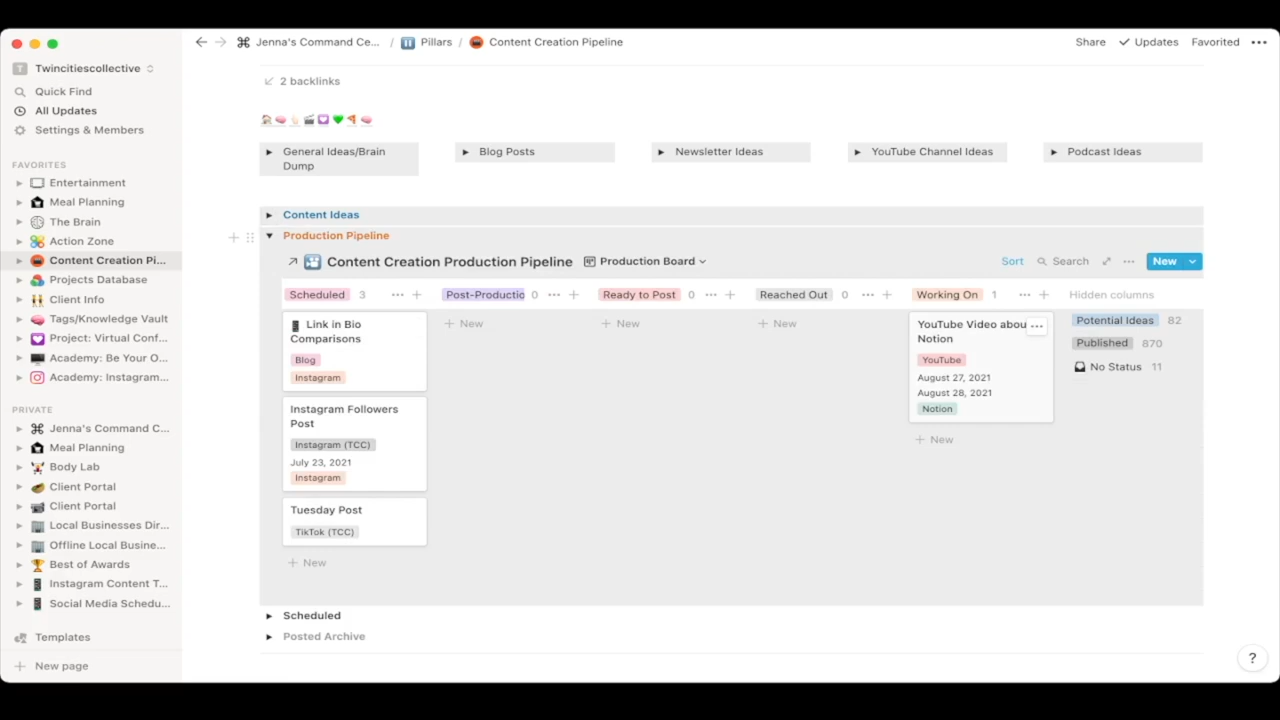 Jenna's Command Ce... / Pillars / Content Creation Pipeline
Share
Updates
Favorited
T Twincitiescollective
Quick Find
All Updates
Settings & Members
FAVORITES
Entertainment
Meal Planning
The Brain
Action Zone
Content Creation Pi...
Projects Database
Client Info
Tags/Knowledge Vault
Project: Virtual Conf...
Academy: Be Your O...
Academy: Instagram...
PRIVATE
Jenna's Command C...
Meal Planning
Body Lab
Client Portal
Client Portal
Local Businesses Dir...
Offline Local Busine...
Best of Awards
Instagram Content T...
Social Media Schedu...
Templates
New page
2 backlinks
General Ideas/Brain
Dump
Blog Posts
Newsletter Ideas
YouTube Channel Ideas
Podcast Ideas
Content Ideas
Production Pipeline
Content Creation Production Pipeline
Production Board
Sort
Search
New
Scheduled 3
Post-Productio 0
Ready to Post 0
Reached Out 0
Working On 1
Hidden columns
Link in Bio
Comparisons
Blog
Instagram
Instagram Followers
Post
Instagram (TCC)
July 23, 2021
Instagram
Tuesday Post
TikTok (TCC)
New
New
New
New
YouTube Video abou
Notion
YouTube
August 27, 2021
August 28, 2021
Notion
New
Potential Ideas 82
Published 870
No Status 11
Scheduled
Posted Archive
?